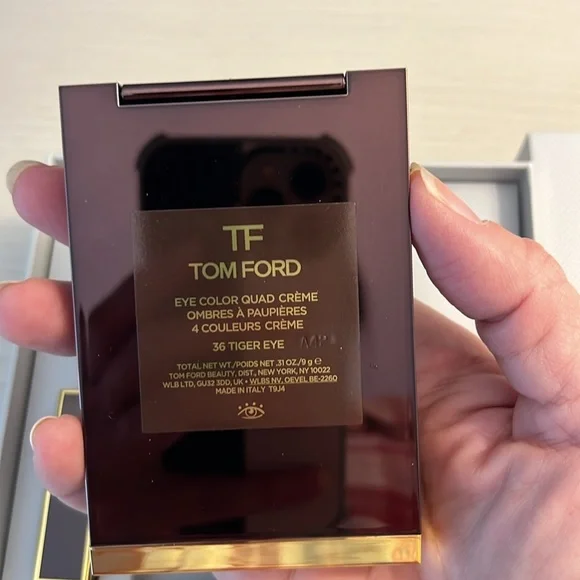 TF
TOM FORD
EYE COLOR QUAD CRÈME
OMBRES À PAUPIÈRES
4 COULEURS CRÈME
36 TIGER EYE
TOTAL NET WT./POIDS NET .31 OZ./9 g e
TOM FORD BEAUTY, DIST., NEW YORK, NY 10022
WLB LTD, GU32 3DD, UK • WLBS NV, OEVEL BE-2260
MADE IN ITALY T9J4